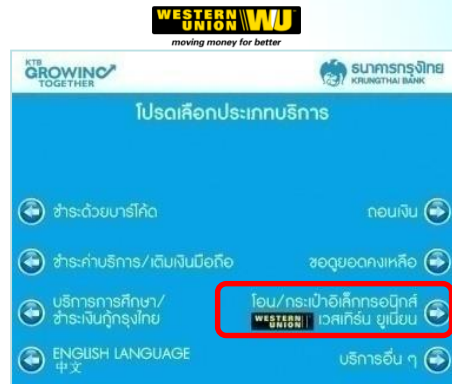 WESTERN UNION WU
moving money for better
KTB
GROWING
TOGETHER
ธนาคารกรุงไทย
KRUNGTHAI BANK
โปรดเลือกประเภทบริการ
ชำระด้วยบาร์โค้ด
ถอนเงิน
ชำระค่าบริการ/เติมเงินมือถือ
ขอดูยอดคงเหลือ
บริการการศึกษา/
ชำระเงินกู้กรุงไทย
โอน/กระเป๋าอิเล็กทรอนิกส์
WESTERN UNION เวสเทิร์น ยูเนี่ยน
ENGLISH LANGUAGE
中文
บริการอื่น ๆ